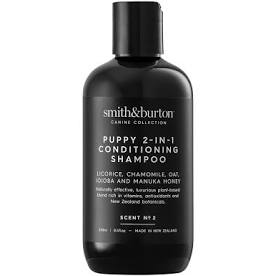 smith&burton
CANINE COLLECTION
PUPPY 2-IN-1
CONDITIONING
SHAMPOO
LICORICE, CHAMOMILE, OAT,
JOJOBA AND MANUKA HONEY
Naturally effective, luxurious plant-based
blend rich in vitamins, antioxidants and
New Zealand botanicals.
SCENT Nº 2
MADE IN NEW ZEALAND